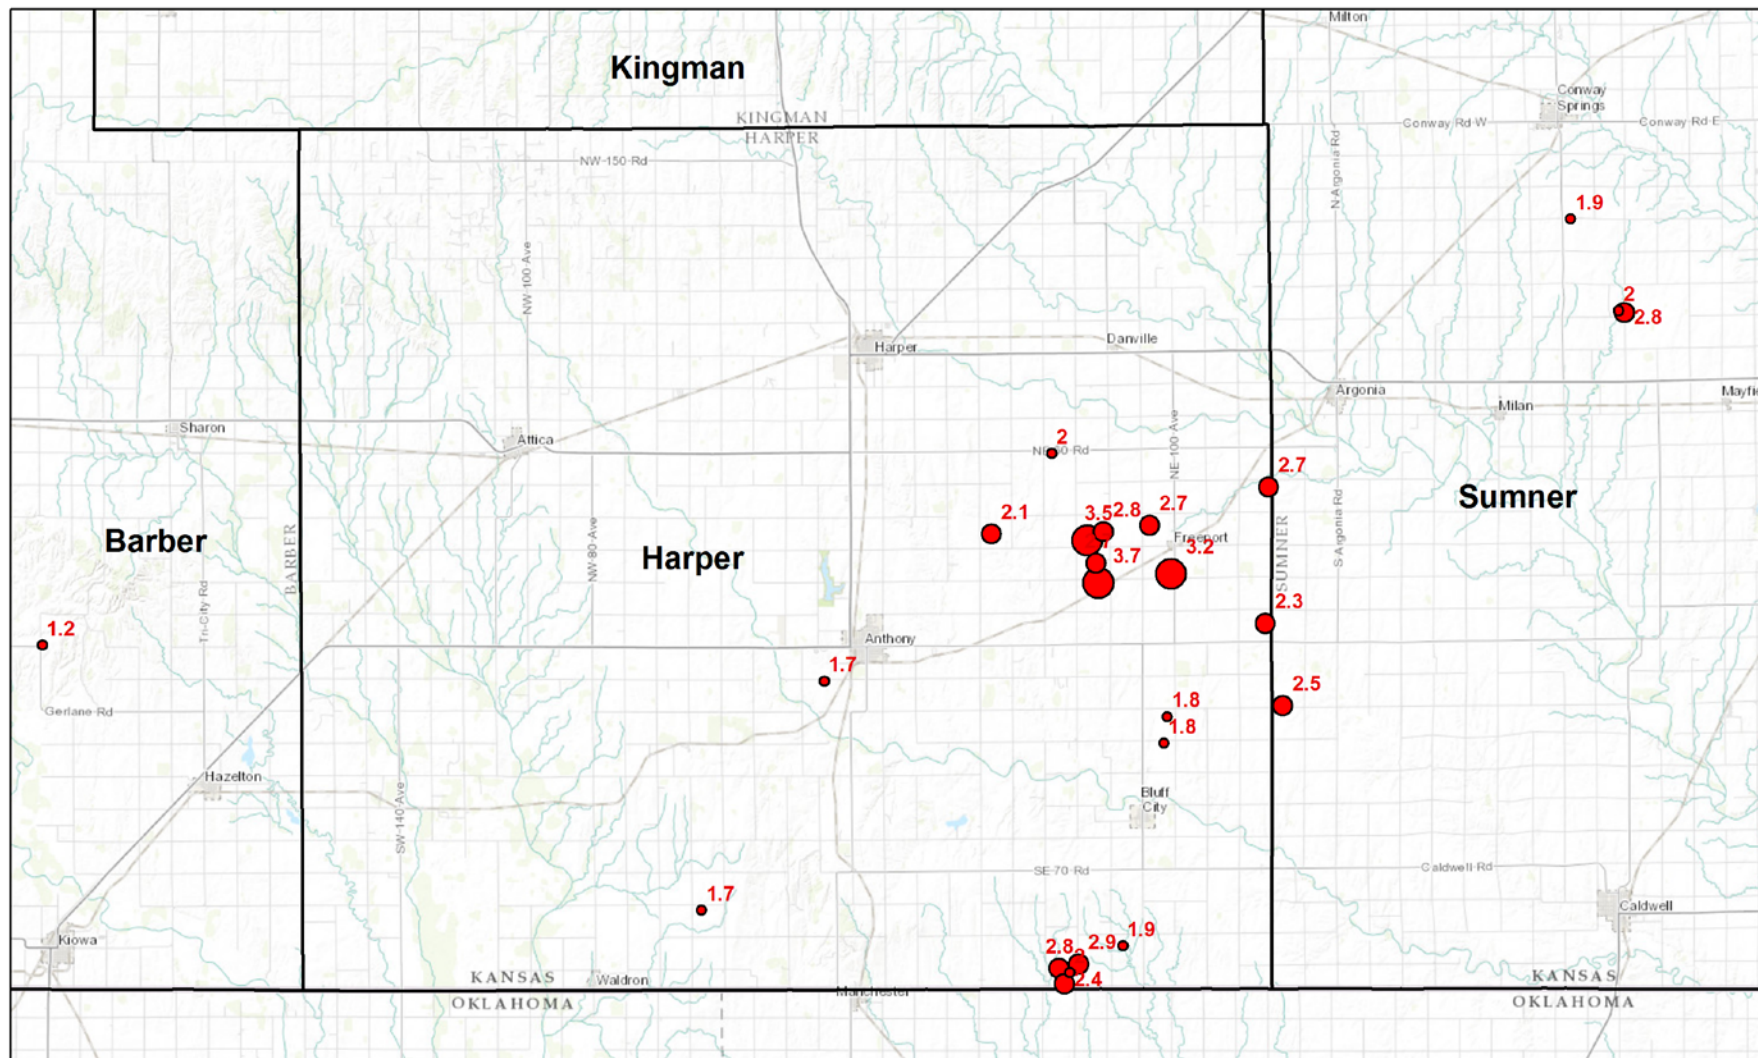 Milton
Kingman
Conway
Springs
KINGMAN
HARPER
Conway Rd W
Conway Rd E
NW 150 Rd
N Argonia Rd
1.9
NW 100 Ave
2
2.8
Harper
Danville
Argonia
Milan
Sharon
Attica
2
NE 100 Ave
2.7
Sumner
2.1
3.5
2.8
2.7
Freeport
S Argonia Rd
Barber
BARBER
Harper
NW 80 Ave
3.7
3.2
SUMNER
2.3
Tri-City Rd
1.2
Anthony
1.7
2.5
Gerlane Rd
1.8
1.8
Hazelton
Bluff
City
SW 140 Ave
SE 70 Rd
Caldwell Rd
1.7
Caldwell
Kiowa
2.8
2.9
1.9
KANSAS
Waldron
2.4
KANSAS
OKLAHOMA
Manchester
OKLAHOMA